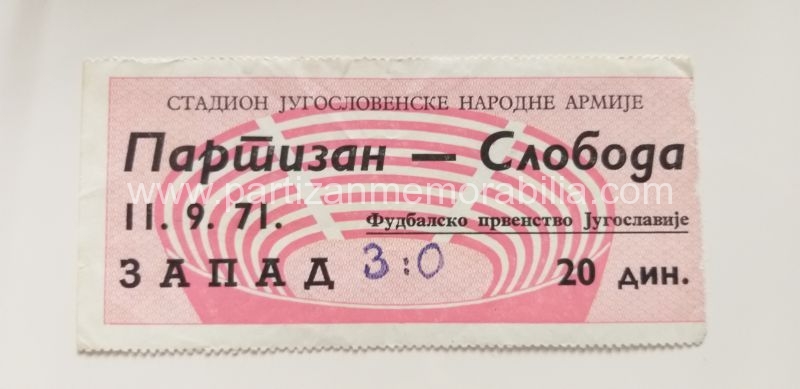 СТАДИОН ЈУГОСЛОВЕНСКЕ НАРОДНЕ АРМИЈЕ
Партизан — Слобода
www.partizanmemorabilia.com
11. 9. 71. Фудбалско првенство Југославије
ЗАПАД 3:0 20 дин.